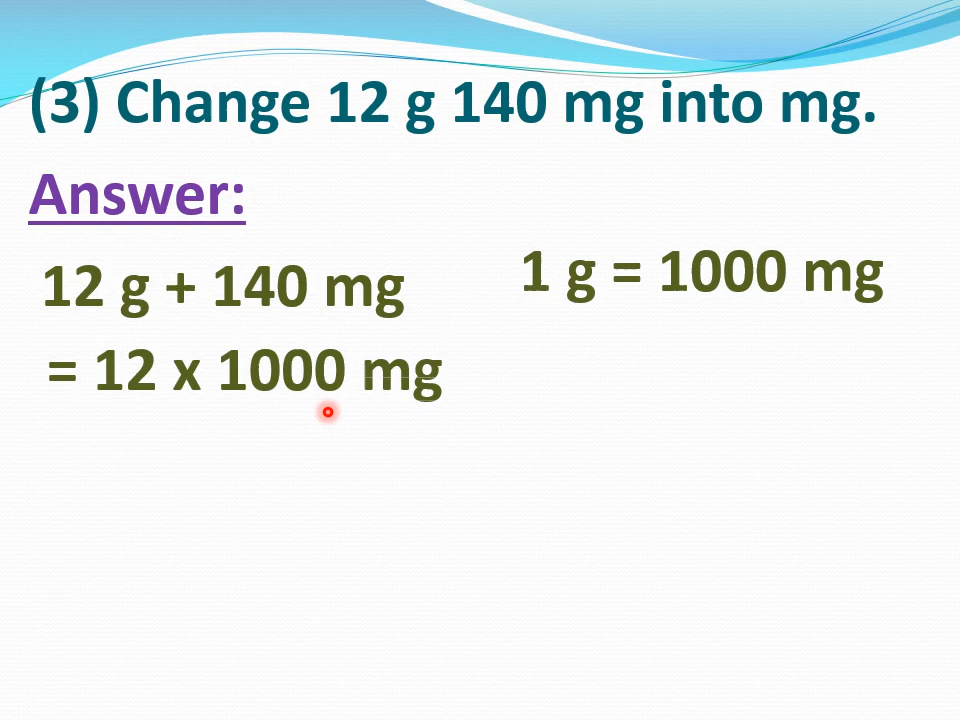 (3) Change 12 g 140 mg into mg.
Answer:
12 g + 140 mg
1 g = 1000 mg
= 12 x 1000 mg